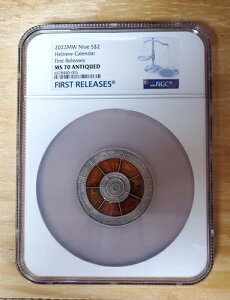 2022MW Niue S$2
Hebrew Calendar
First Releases
MS 70 ANTIQUED
FIRST RELEASES®
NGC